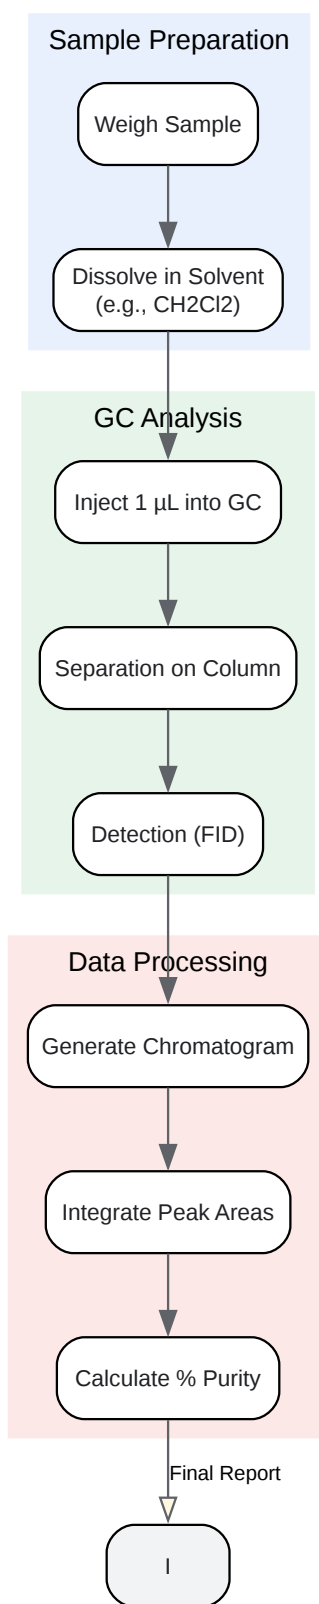 Sample Preparation
Weigh Sample
Dissolve in Solvent
(e.g., CH2Cl2)
GC Analysis
Inject 1 µL into GC
Separation on Column
Detection (FID)
Data Processing
Generate Chromatogram
Integrate Peak Areas
Calculate % Purity
Final Report
I